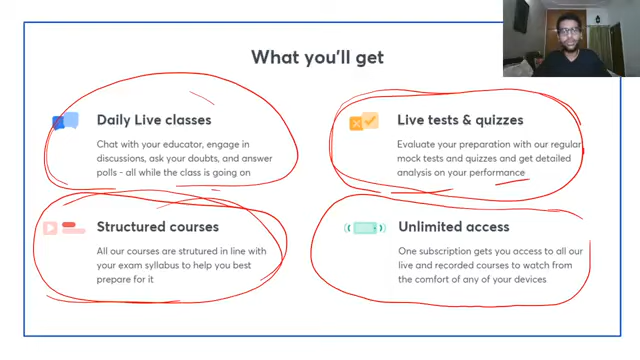 What you'll get
Daily Live classes
Chat with your educator, engage in
discussions, ask your doubts, and answer
polls - all while the class is going on
Live tests & quizzes
Evaluate your preparation with our regular
mock tests and quizzes and get detailed
analysis on your performance
Structured courses
All our courses are strutured in line with
your exam syllabus to help you best
prepare for it
Unlimited access
One subscription gets you access to all our
live and recorded courses to watch from
the comfort of any of your devices